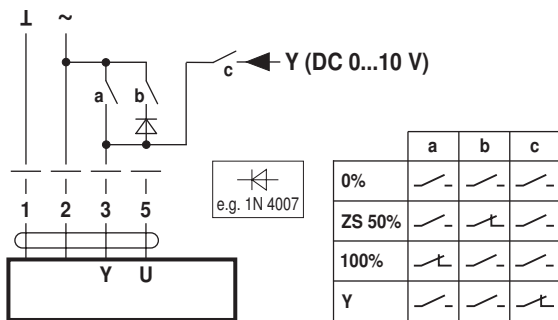 ⊥ ~
c Y (DC 0...10 V)
a b
1 2 3 5
Y U
e.g. 1N 4007
a b c
0%
ZS 50%
100%
Y